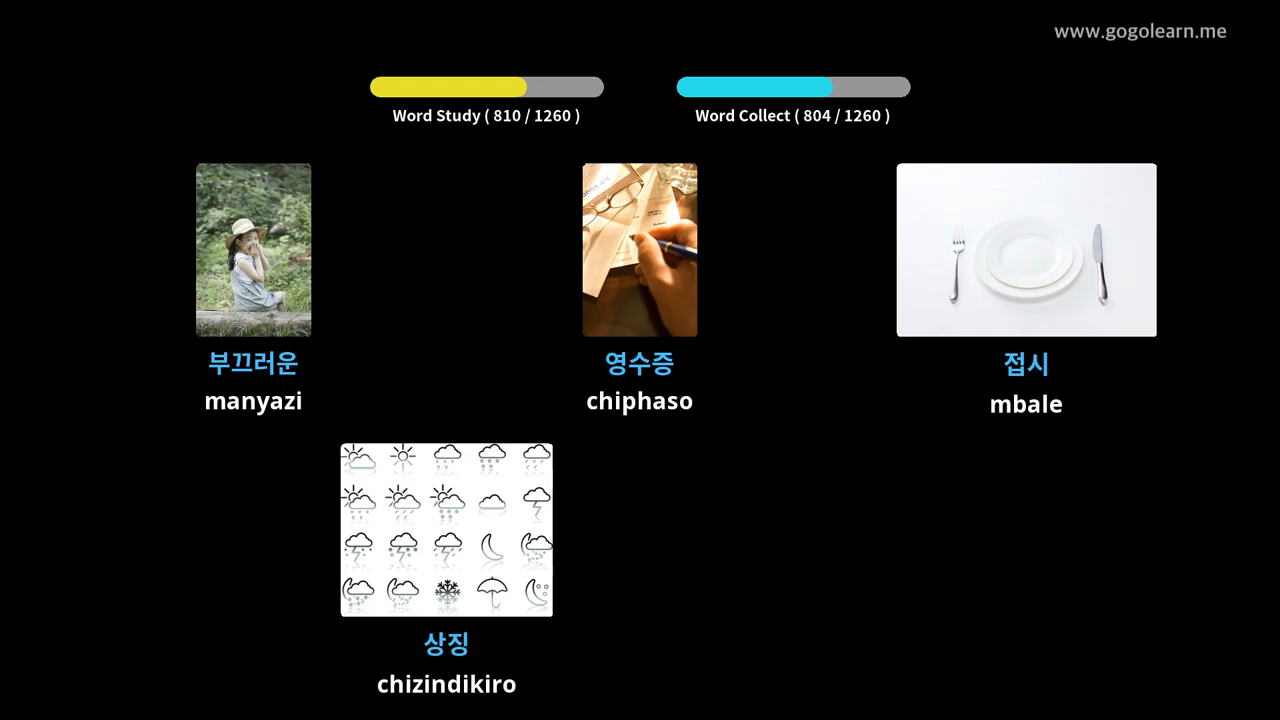 www.gogolearn.me
Word Study ( 810 / 1260 )
Word Collect ( 804 / 1260 )
부끄러운
manyazi
영수증
chiphaso
접시
mbale
상징
chizindikiro